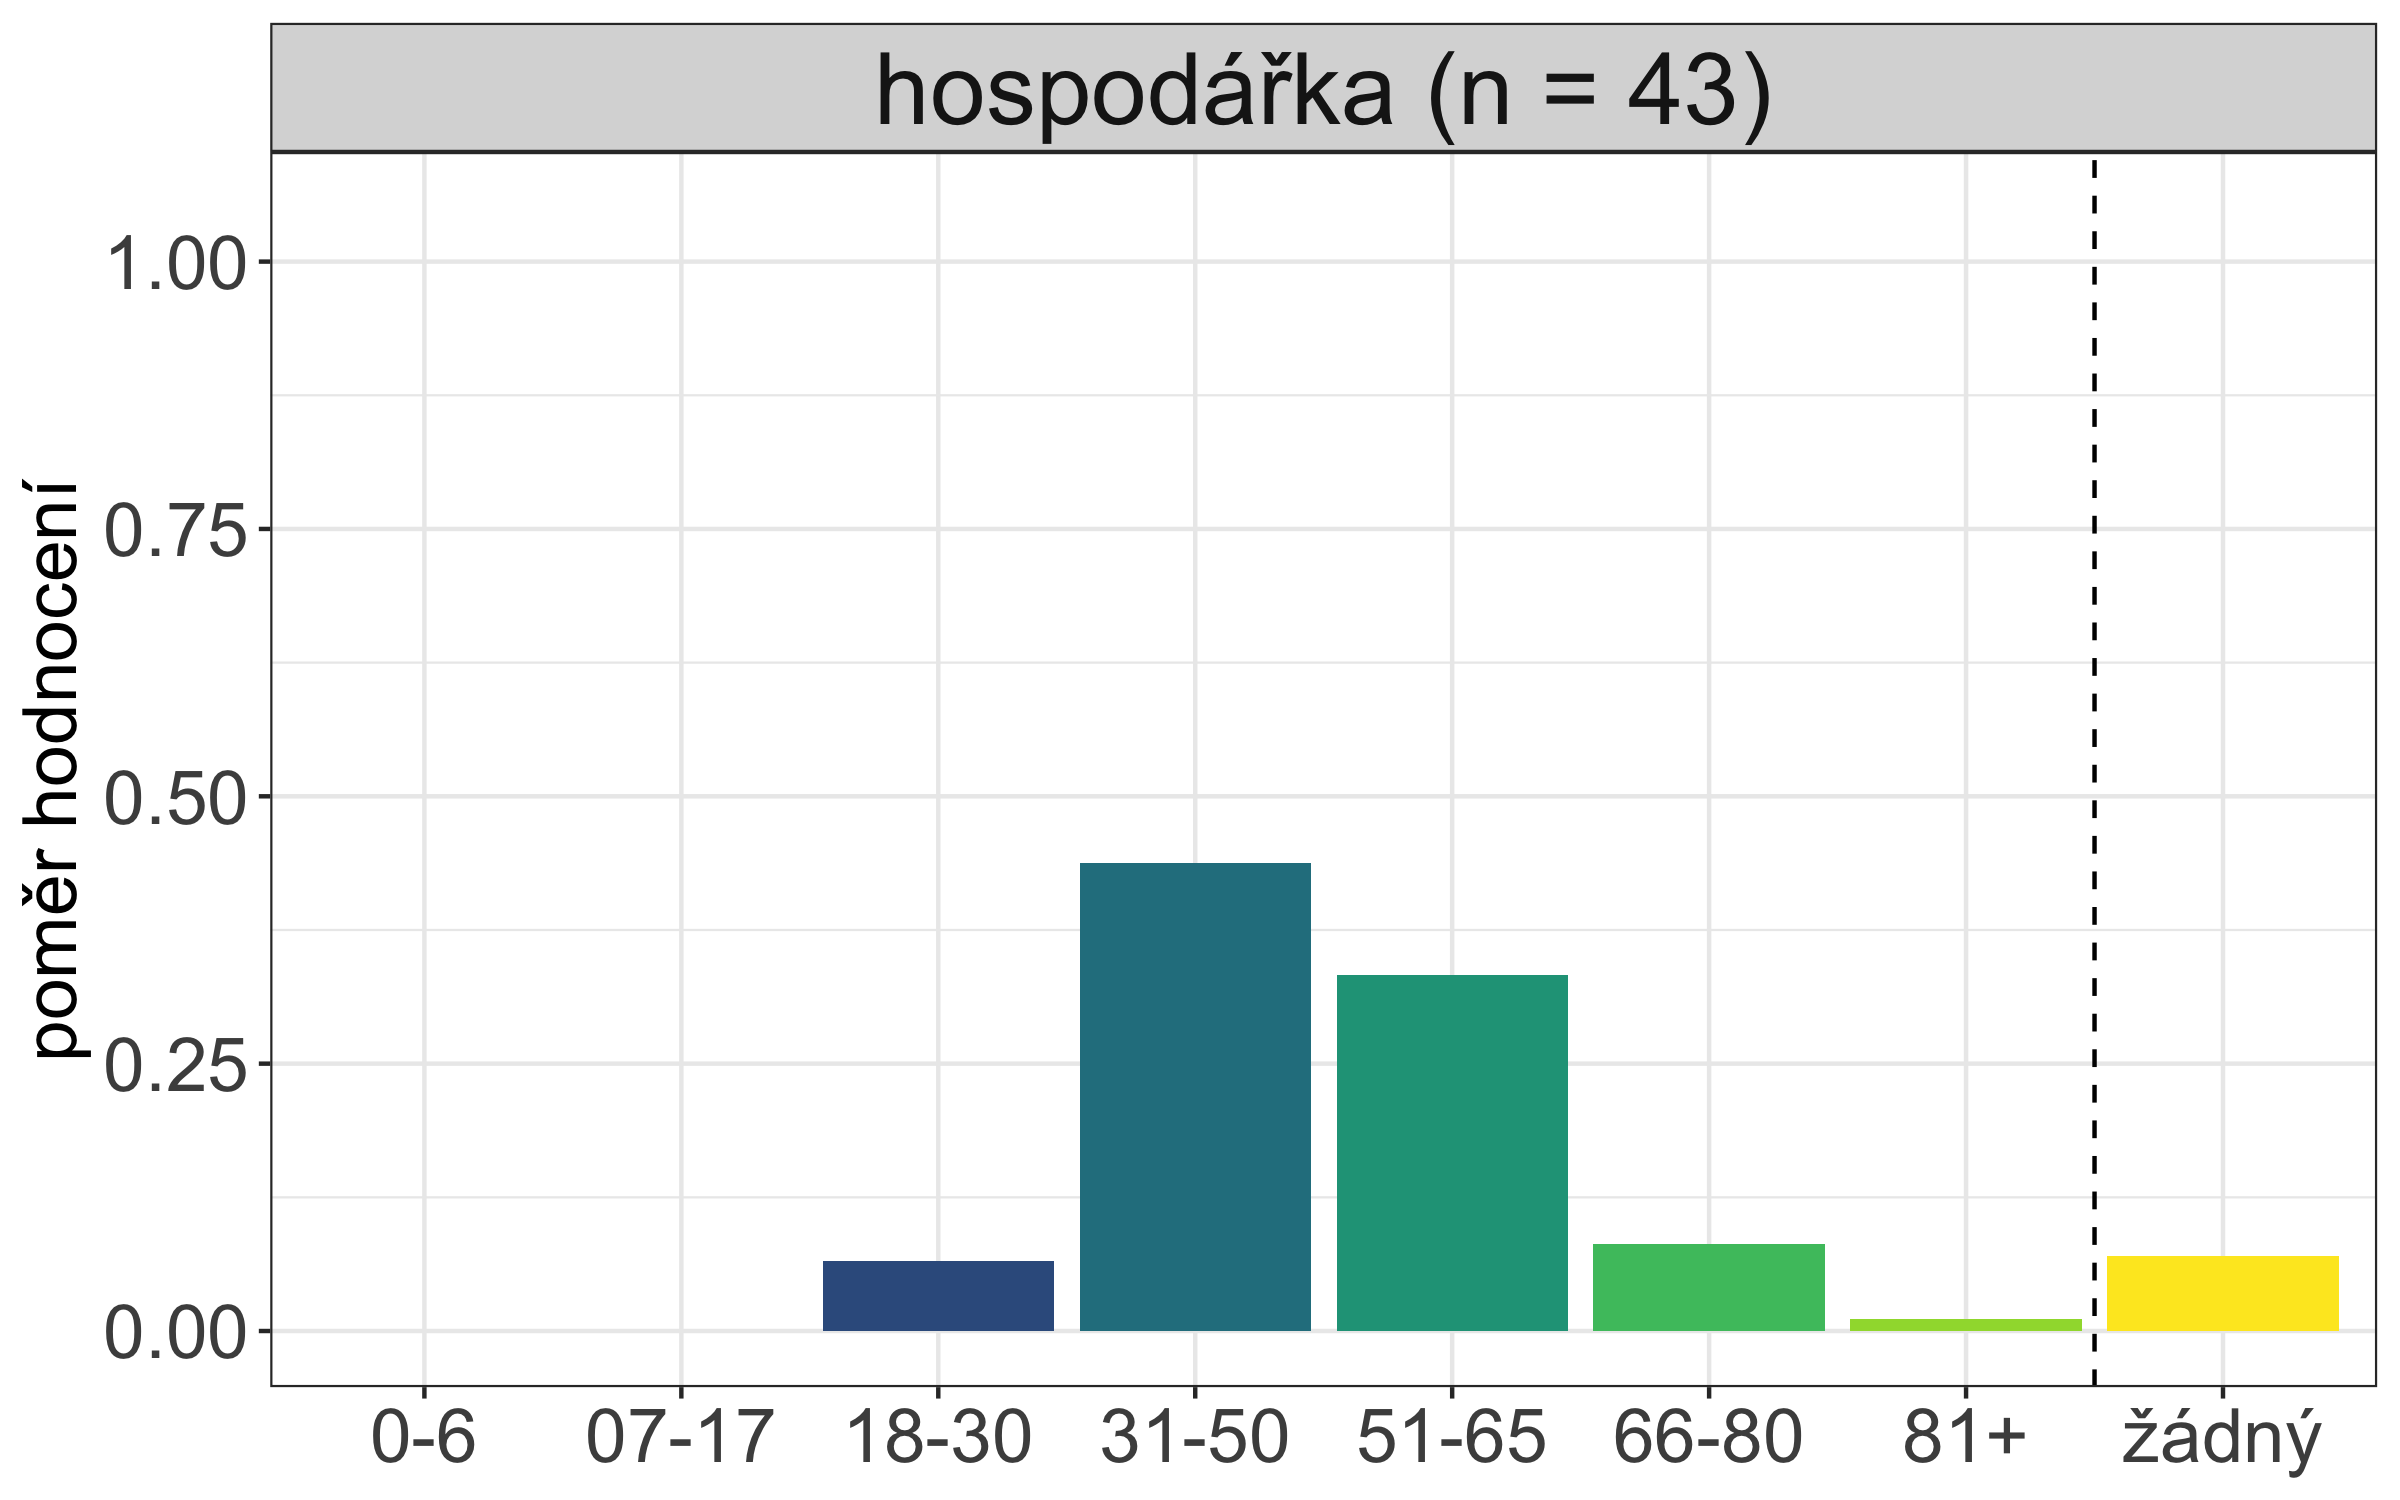 hospodářka (n = 43)
poměr hodnocení
1.00
0.75
0.50
0.25
0.00
0-6 07-17 18-30 31-50 51-65 66-80 81+ žádný